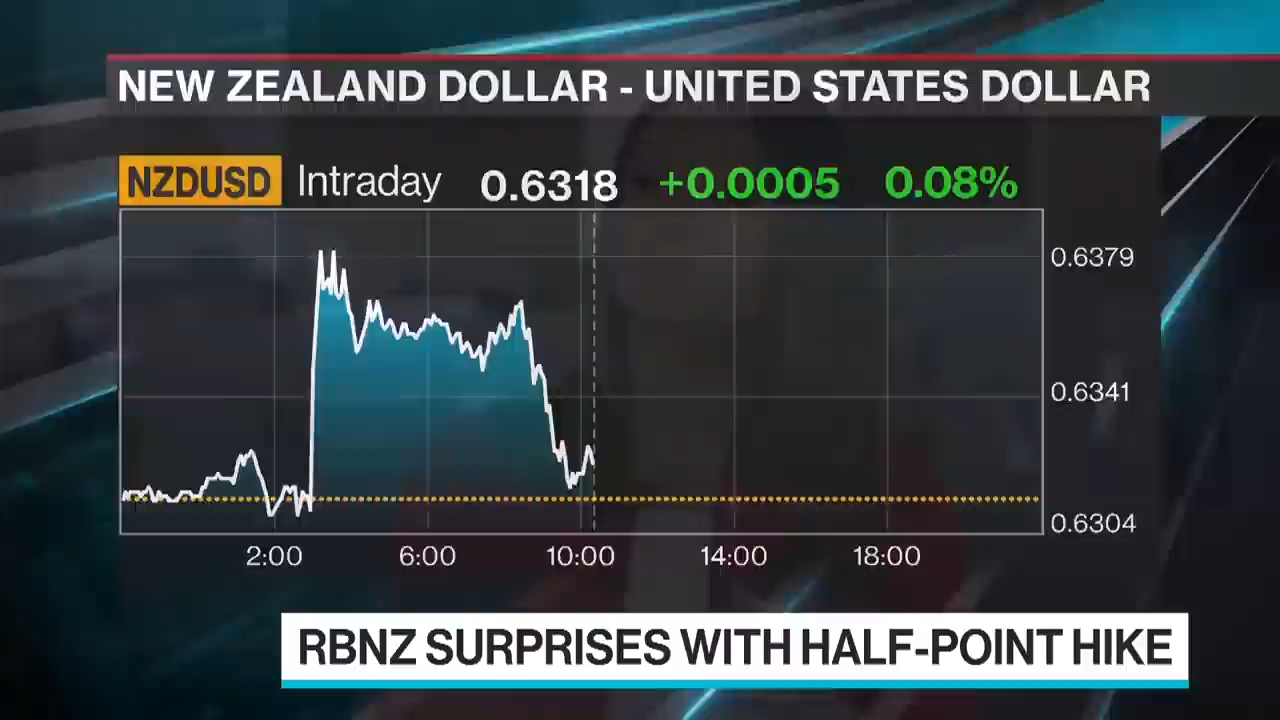 NEW ZEALAND DOLLAR - UNITED STATES DOLLAR
NZDUSD Intraday 0.6318 +0.0005 0.08%
0.6379
0.6341
0.6304
2:00 6:00 10:00 14:00 18:00
RBNZ SURPRISES WITH HALF-POINT HIKE